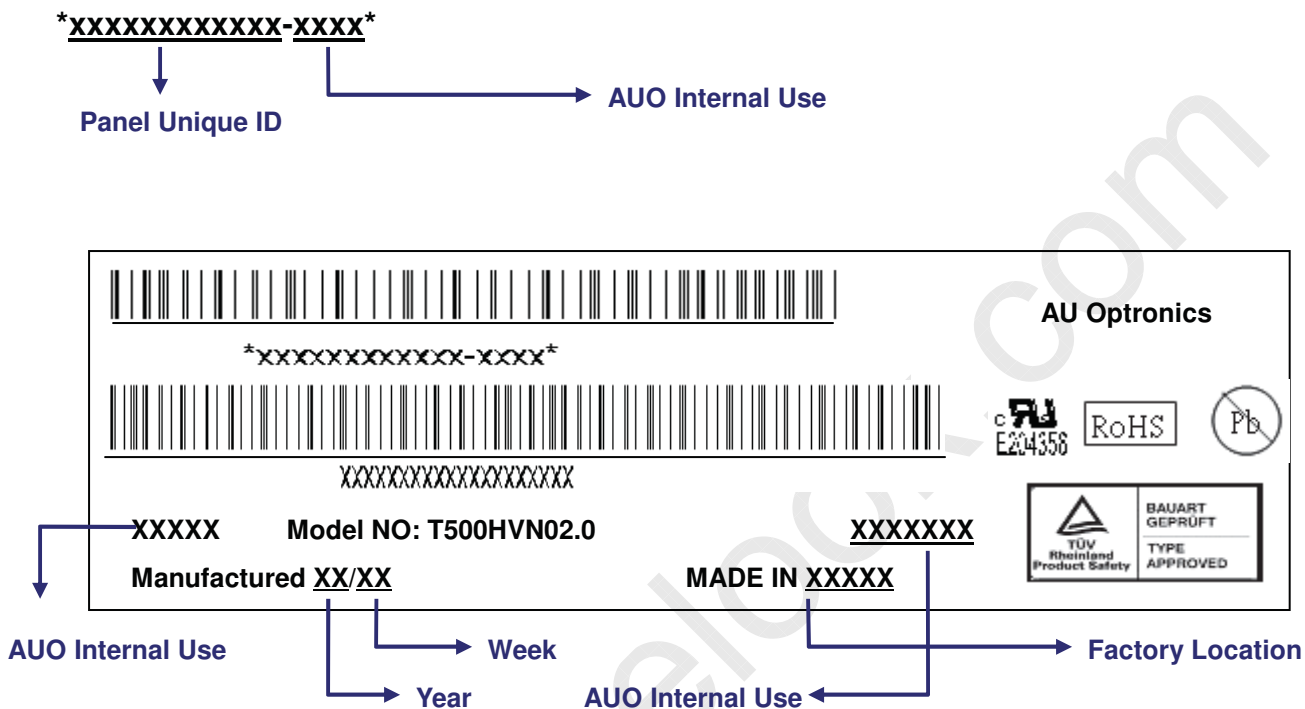 *xxxxxxxxxxxx-xxxx*
AUO Internal Use
Panel Unique ID
AU Optronics
*xxxxxxxxxxxx-xxxx*
c
E204356
RoHS
Pb
XXXXXXXXXXXXXXXXXXXX
XXXXX Model NO: T500HVN02.0 XXXXXXX
TÜV
Rheinland
Product Safety
BAUART
GEPRÜFT
TYPE
APPROVED
Manufactured XX/XX MADE IN XXXXX
AUO Internal Use
Week
Factory Location
Year
AUO Internal Use